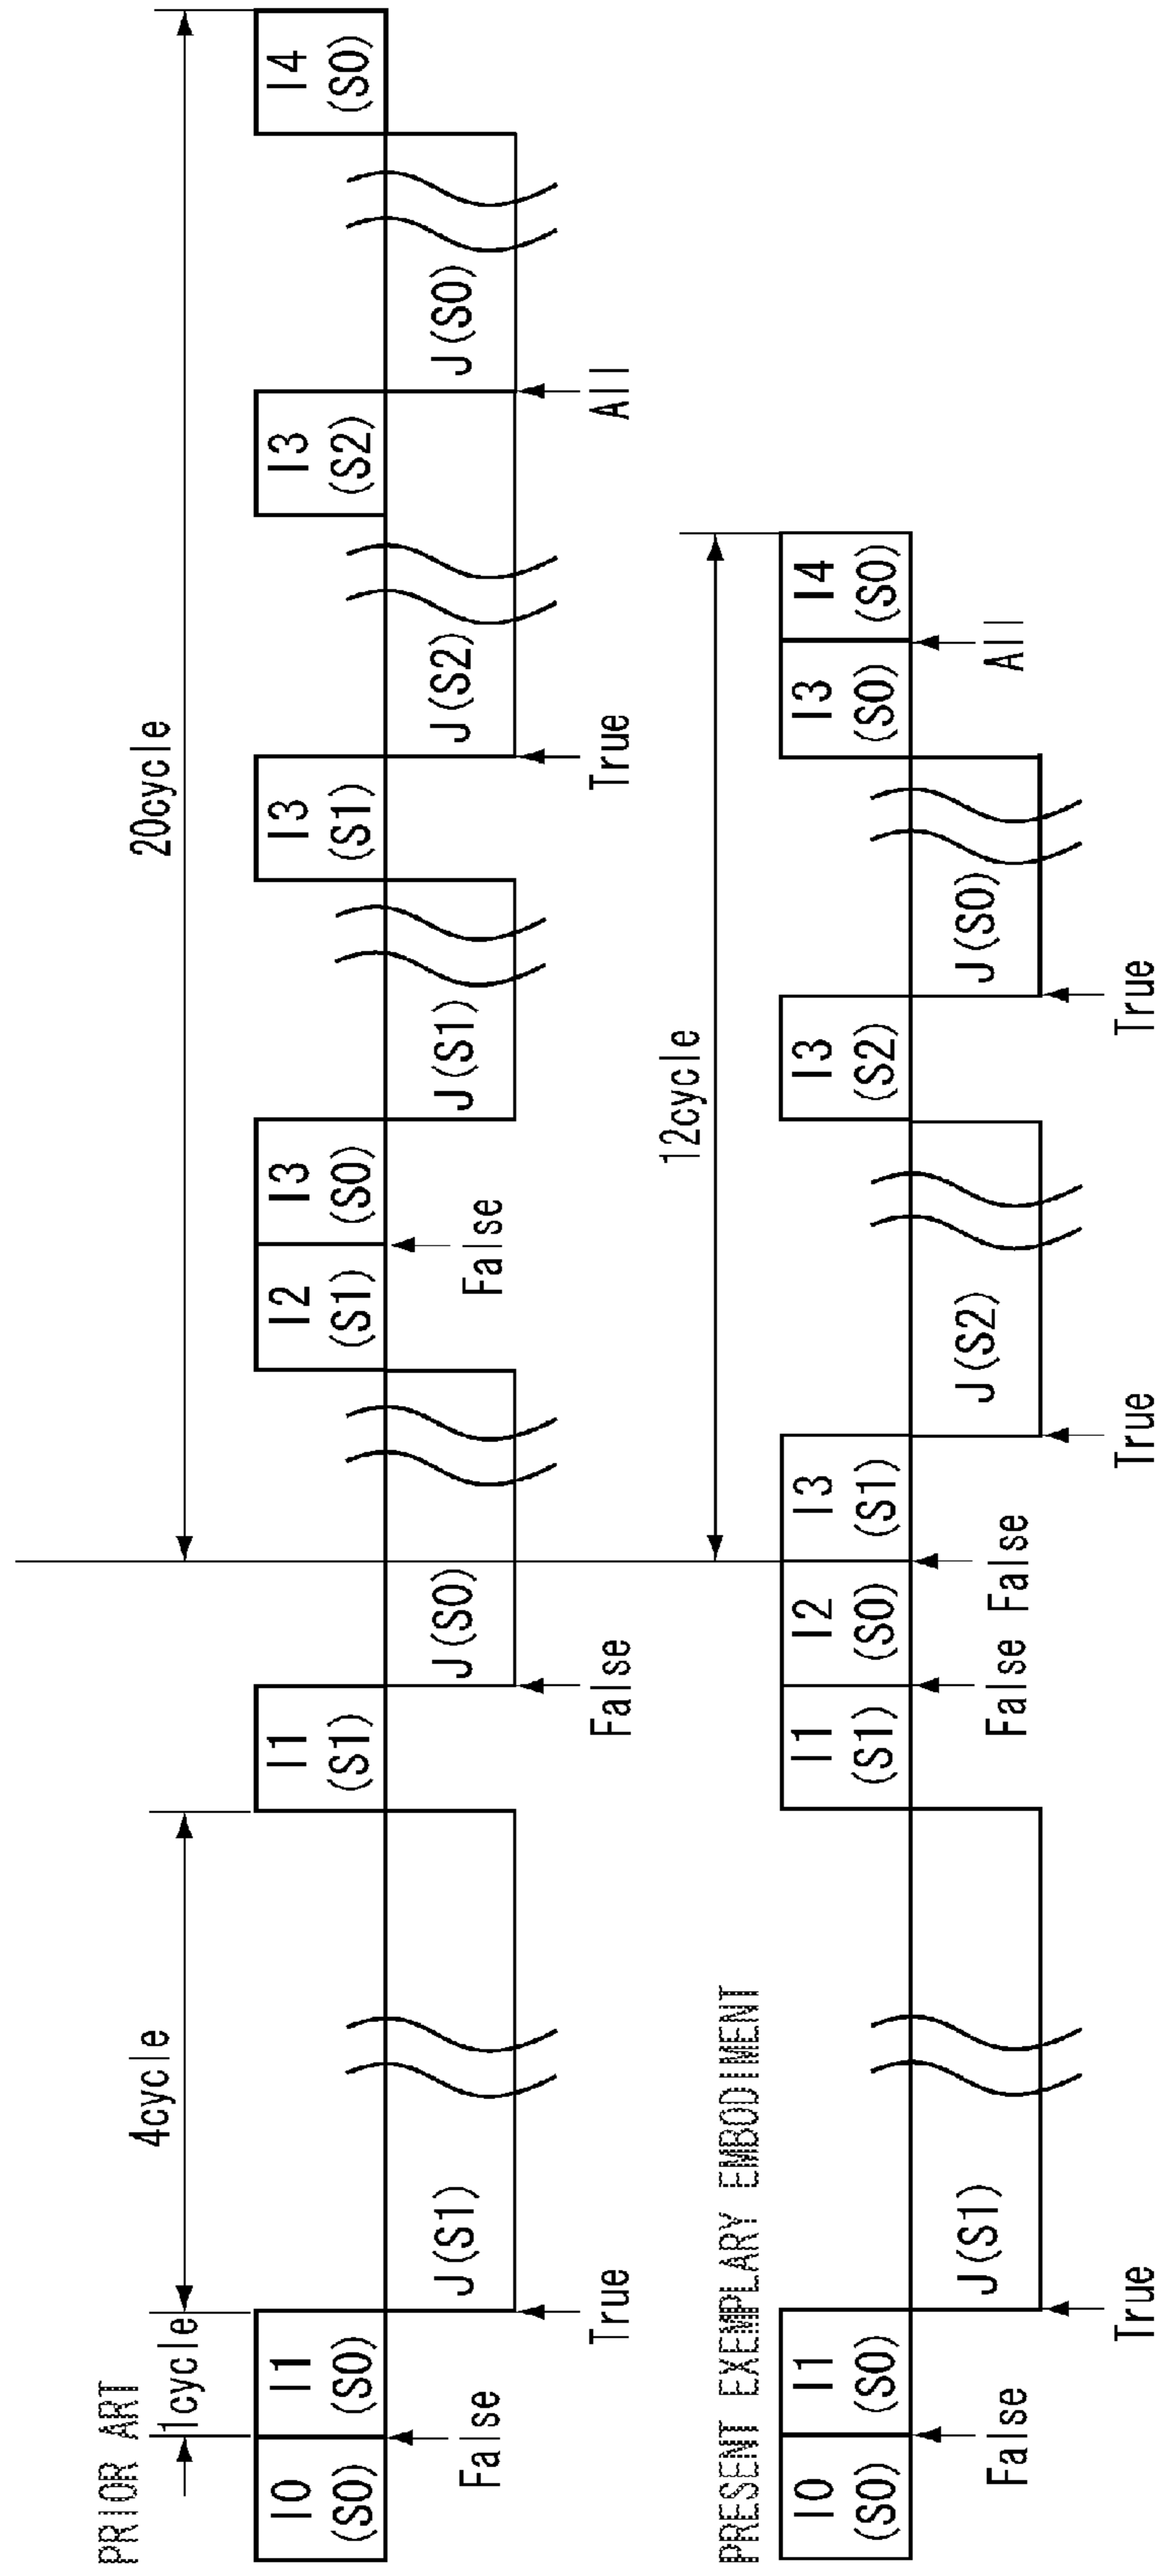 PRIOR ART
1cycle
4cycle
20cycle
I0
(S0)
I1
(S0)
I1
(S1)
I2
(S1)
I3
(S0)
I3
(S1)
I3
(S2)
I4
(S0)
J(S1)
J(S0)
J(S1)
J(S2)
J(S0)
False
True
False
False
True
All
PRESENT EXEMPLARY EMBODIMENT
12cycle
I0
(S0)
I1
(S0)
I1
(S1)
I2
(S0)
I3
(S1)
I3
(S2)
I3
(S0)
I4
(S0)
J(S1)
J(S2)
J(S0)
False
True
False
False
True
True
All